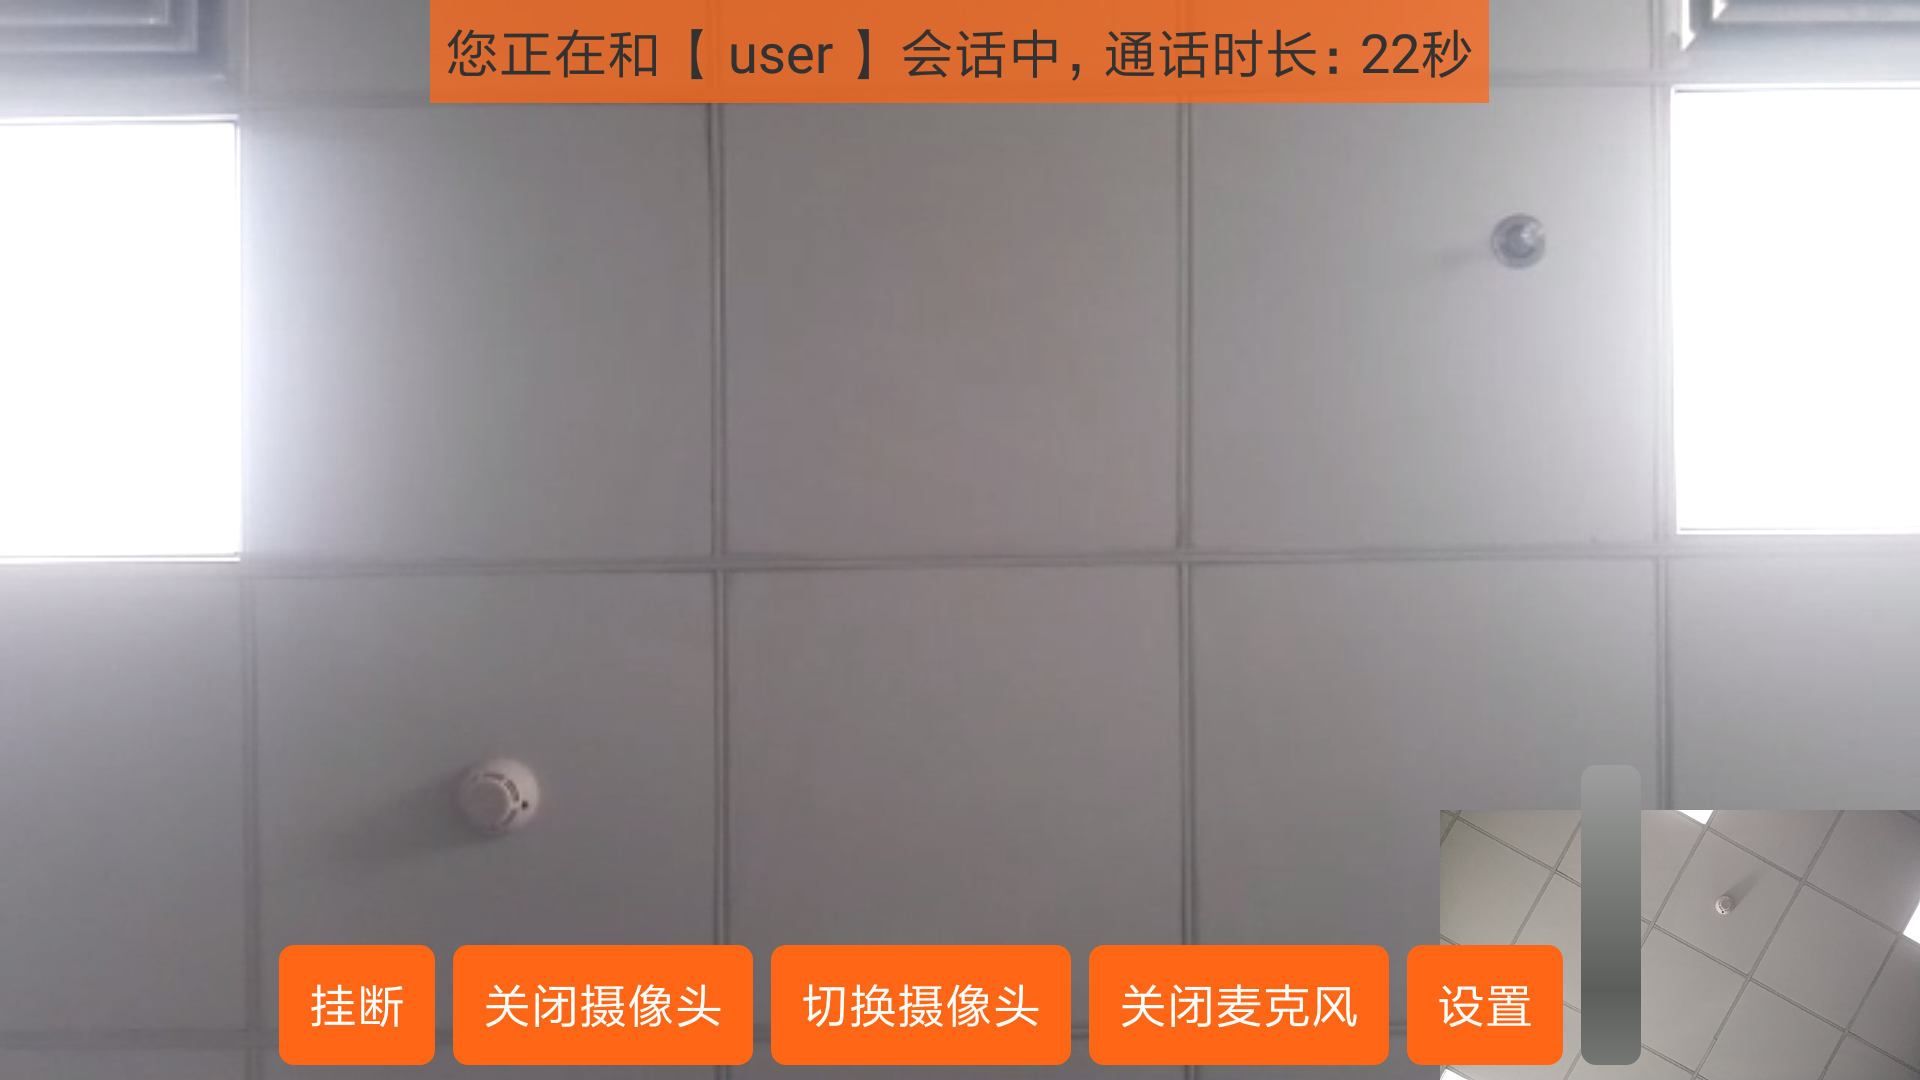 您正在和【 user 】会话中, 通话时长: 22秒
挂断
关闭摄像头
切换摄像头
关闭麦克风
设置